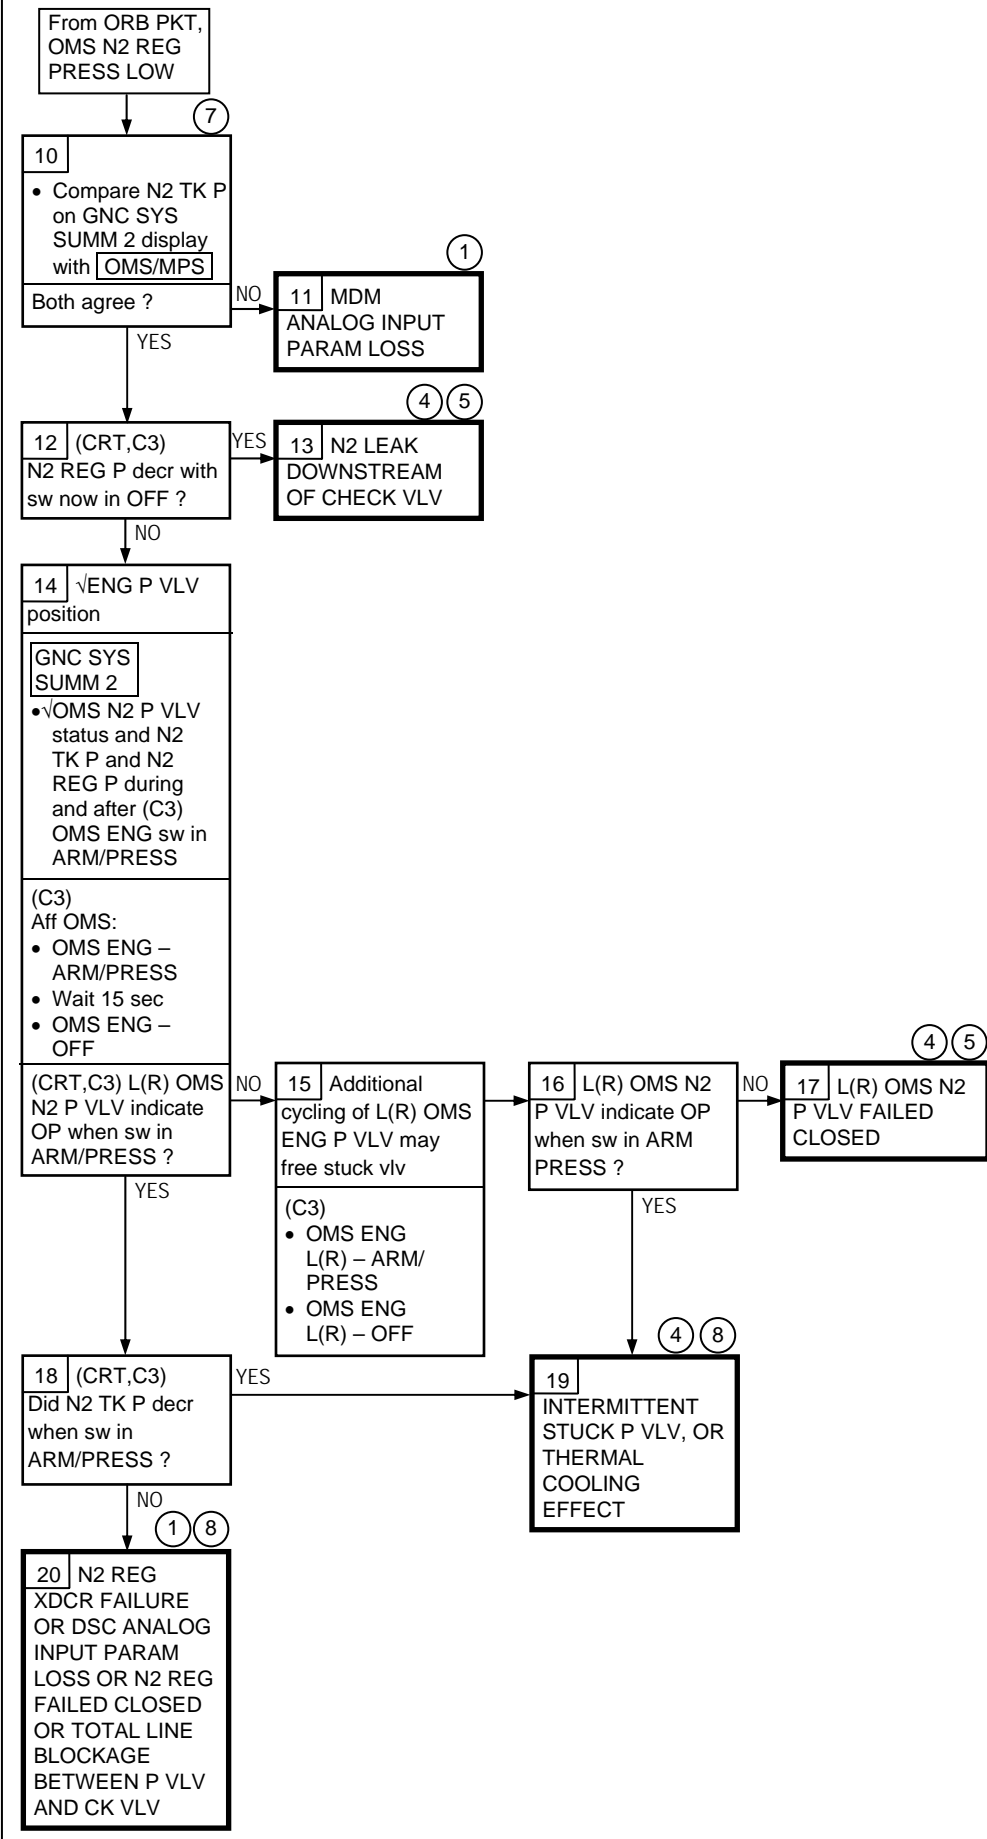 From ORB PKT,
OMS N2 REG
PRESS LOW
7
10
• Compare N2 TK P
on GNC SYS
SUMM 2 display
with OMS/MPS
Both agree ?
NO
YES
1
11 MDM
ANALOG INPUT
PARAM LOSS
12 (CRT,C3)
N2 REG P decr with
sw now in OFF ?
YES
NO
4 5
13 N2 LEAK
DOWNSTREAM
OF CHECK VLV
14 √ENG P VLV
position
GNC SYS
SUMM 2
•√OMS N2 P VLV
status and N2
TK P and N2
REG P during
and after (C3)
OMS ENG sw in
ARM/PRESS
(C3)
Aff OMS:
• OMS ENG –
ARM/PRESS
• Wait 15 sec
• OMS ENG –
OFF
(CRT,C3) L(R) OMS
N2 P VLV indicate
OP when sw in
ARM/PRESS ?
NO
YES
15 Additional
cycling of L(R) OMS
ENG P VLV may
free stuck vlv
(C3)
• OMS ENG
L(R) – ARM/
PRESS
• OMS ENG
L(R) – OFF
16 L(R) OMS N2
P VLV indicate OP
when sw in ARM
PRESS ?
NO
YES
4 5
17 L(R) OMS N2
P VLV FAILED
CLOSED
18 (CRT,C3)
Did N2 TK P decr
when sw in
ARM/PRESS ?
YES
NO
4 8
19
INTERMITTENT
STUCK P VLV, OR
THERMAL
COOLING
EFFECT
1 8
20 N2 REG
XDCR FAILURE
OR DSC ANALOG
INPUT PARAM
LOSS OR N2 REG
FAILED CLOSED
OR TOTAL LINE
BLOCKAGE
BETWEEN P VLV
AND CK VLV